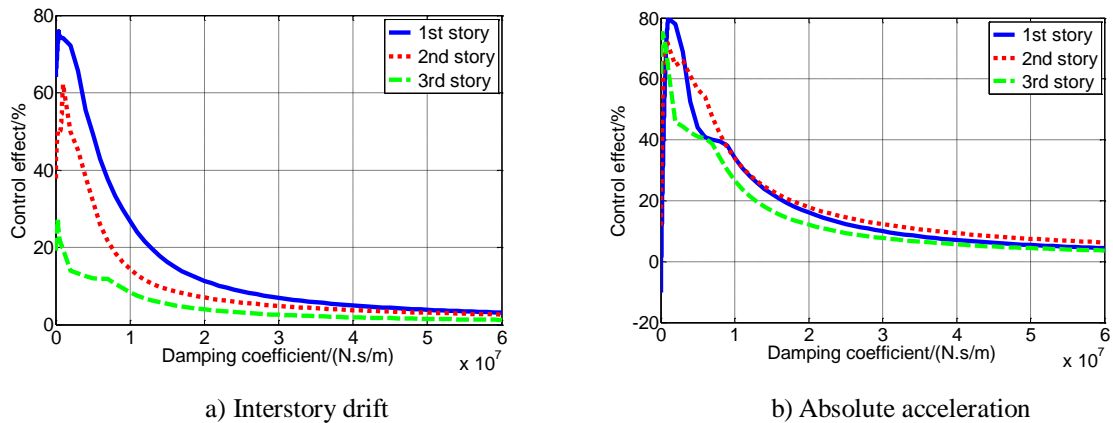 80
60
40
20
0
Control effect/%
0
1
2
3
4
5
6
Damping coefficient/(N.s/m)
x 10^7
1st story
2nd story
3rd story
a) Interstory drift
80
60
40
20
0
-20
Control effect/%
0
1
2
3
4
5
6
Damping coefficient/(N.s/m)
x 10^7
1st story
2nd story
3rd story
b) Absolute acceleration